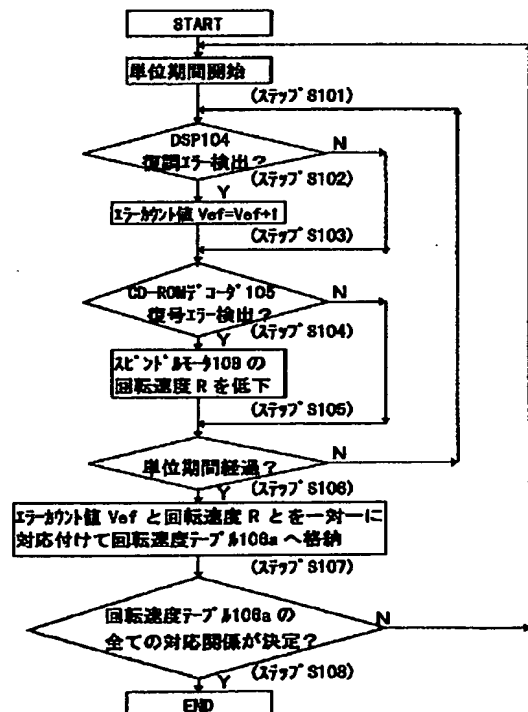 START
単位期間開始
(ステップS101)
DSP104
復調エラー検出？
N
(ステップS102)
Y
エラーカウント値 Vef=Vef+1
(ステップS103)
CD-ROMデコーダ105
復号エラー検出？
N
(ステップS104)
Y
スピンドルモータ109の
回転速度 R を低下
(ステップS105)
単位期間経過？
N
(ステップS106)
Y
エラーカウント値 Vef と回転速度 R とを一対一に
対応付けて回転速度テーブル106a へ格納
(ステップS107)
回転速度テーブル106a の
全ての対応関係が決定？
N
(ステップS108)
Y
END